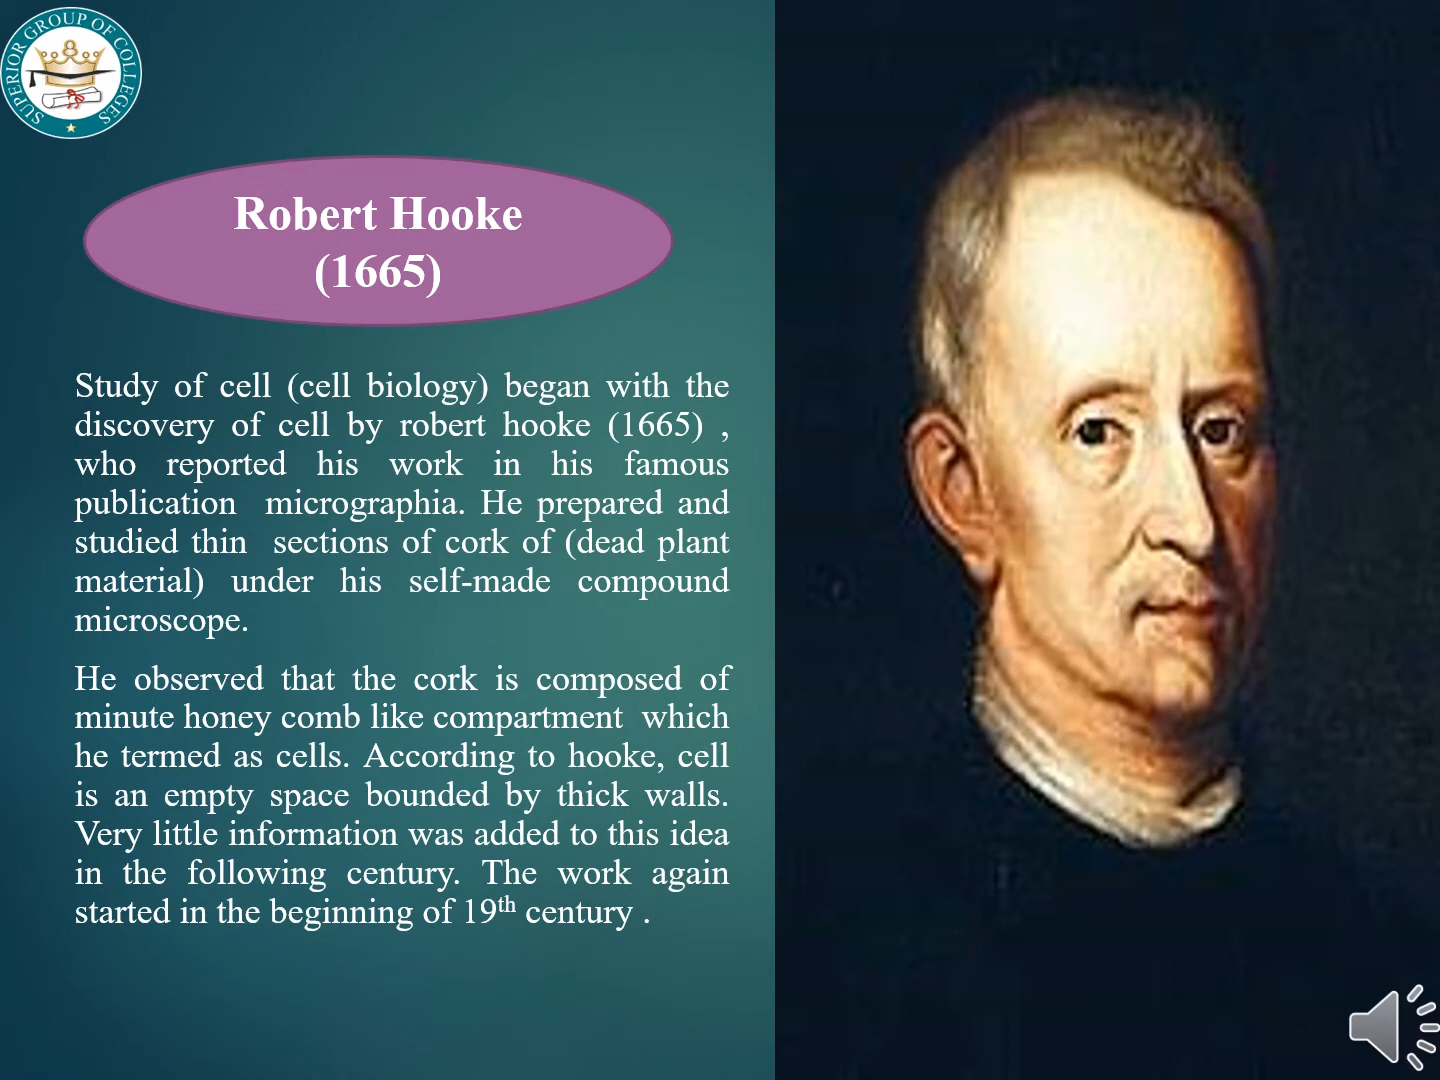 SUPERIOR GROUP OF COLLEGES
Robert Hooke
(1665)
Study of cell (cell biology) began with the
discovery of cell by robert hooke (1665) ,
who reported his work in his famous
publication micrographia. He prepared and
studied thin sections of cork of (dead plant
material) under his self-made compound
microscope.
He observed that the cork is composed of
minute honey comb like compartment which
he termed as cells. According to hooke, cell
is an empty space bounded by thick walls.
Very little information was added to this idea
in the following century. The work again
started in the beginning of 19th century .